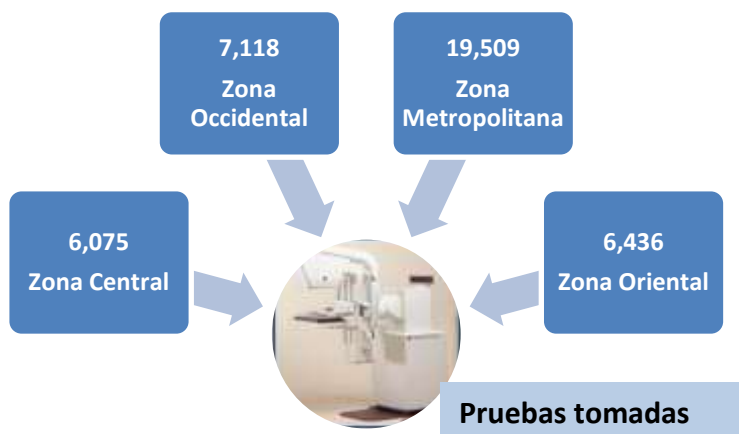 7,118
Zona
Occidental
19,509
Zona
Metropolitana
6,075
Zona Central
6,436
Zona Oriental
Pruebas tomadas